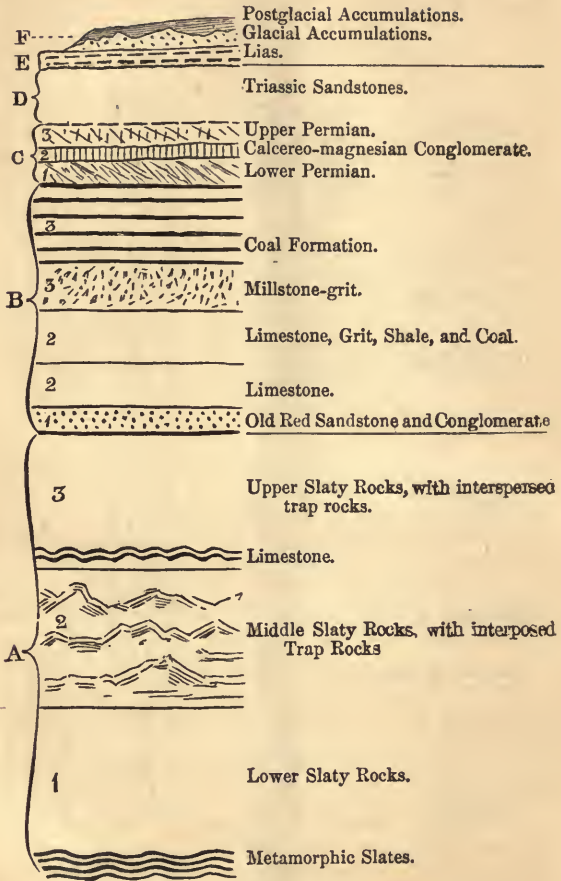 Postglacial Accumulations.
F Glacial Accumulations.
E Lias.
D Triassic Sandstones.
3 Upper Permian.
C 2 Calcereo-magnesian Conglomerate.
1 Lower Permian.
3 Coal Formation.
B 3 Millstone-grit.
2 Limestone, Grit, Shale, and Coal.
2 Limestone.
1 Old Red Sandstone and Conglomerate
3 Upper Slaty Rocks, with interspersed
trap rocks.
Limestone.
A 2 Middle Slaty Rocks, with interposed
Trap Rocks
1 Lower Slaty Rocks.
Metamorphic Slates.